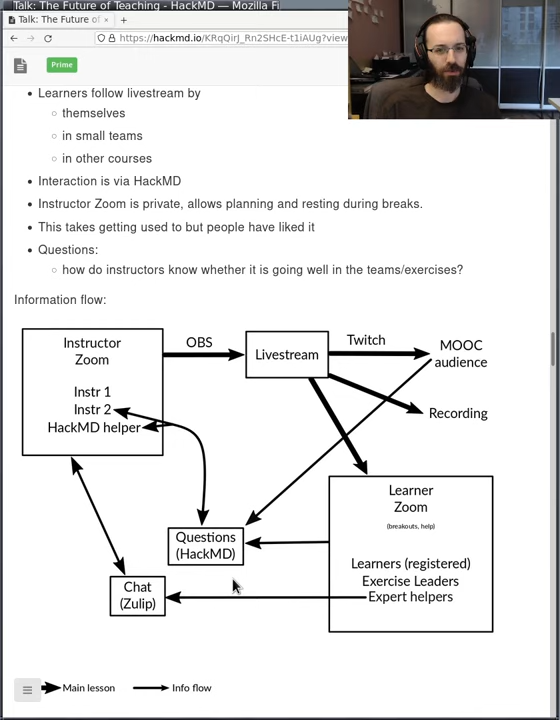 Talk: The Future of Teaching - HackMD — Mozilla Fi
Talk: The Future of
https://hackmd.io/KRqQirJ_Rn2SHcE-t1iAUg?view
Prime
• Learners follow livestream by
◦ themselves
◦ in small teams
◦ in other courses
• Interaction is via HackMD
• Instructor Zoom is private, allows planning and resting during breaks.
• This takes getting used to but people have liked it
• Questions:
◦ how do instructors know whether it is going well in the teams/exercises?
Information flow:
Instructor
Zoom
Instr 1
Instr 2
HackMD helper
OBS
Livestream
Twitch
MOOC
audience
Recording
Learner
Zoom
(breakouts, help)
Learners (registered)
Exercise Leaders
Expert helpers
Questions
(HackMD)
Chat
(Zulip)
Main lesson
Info flow